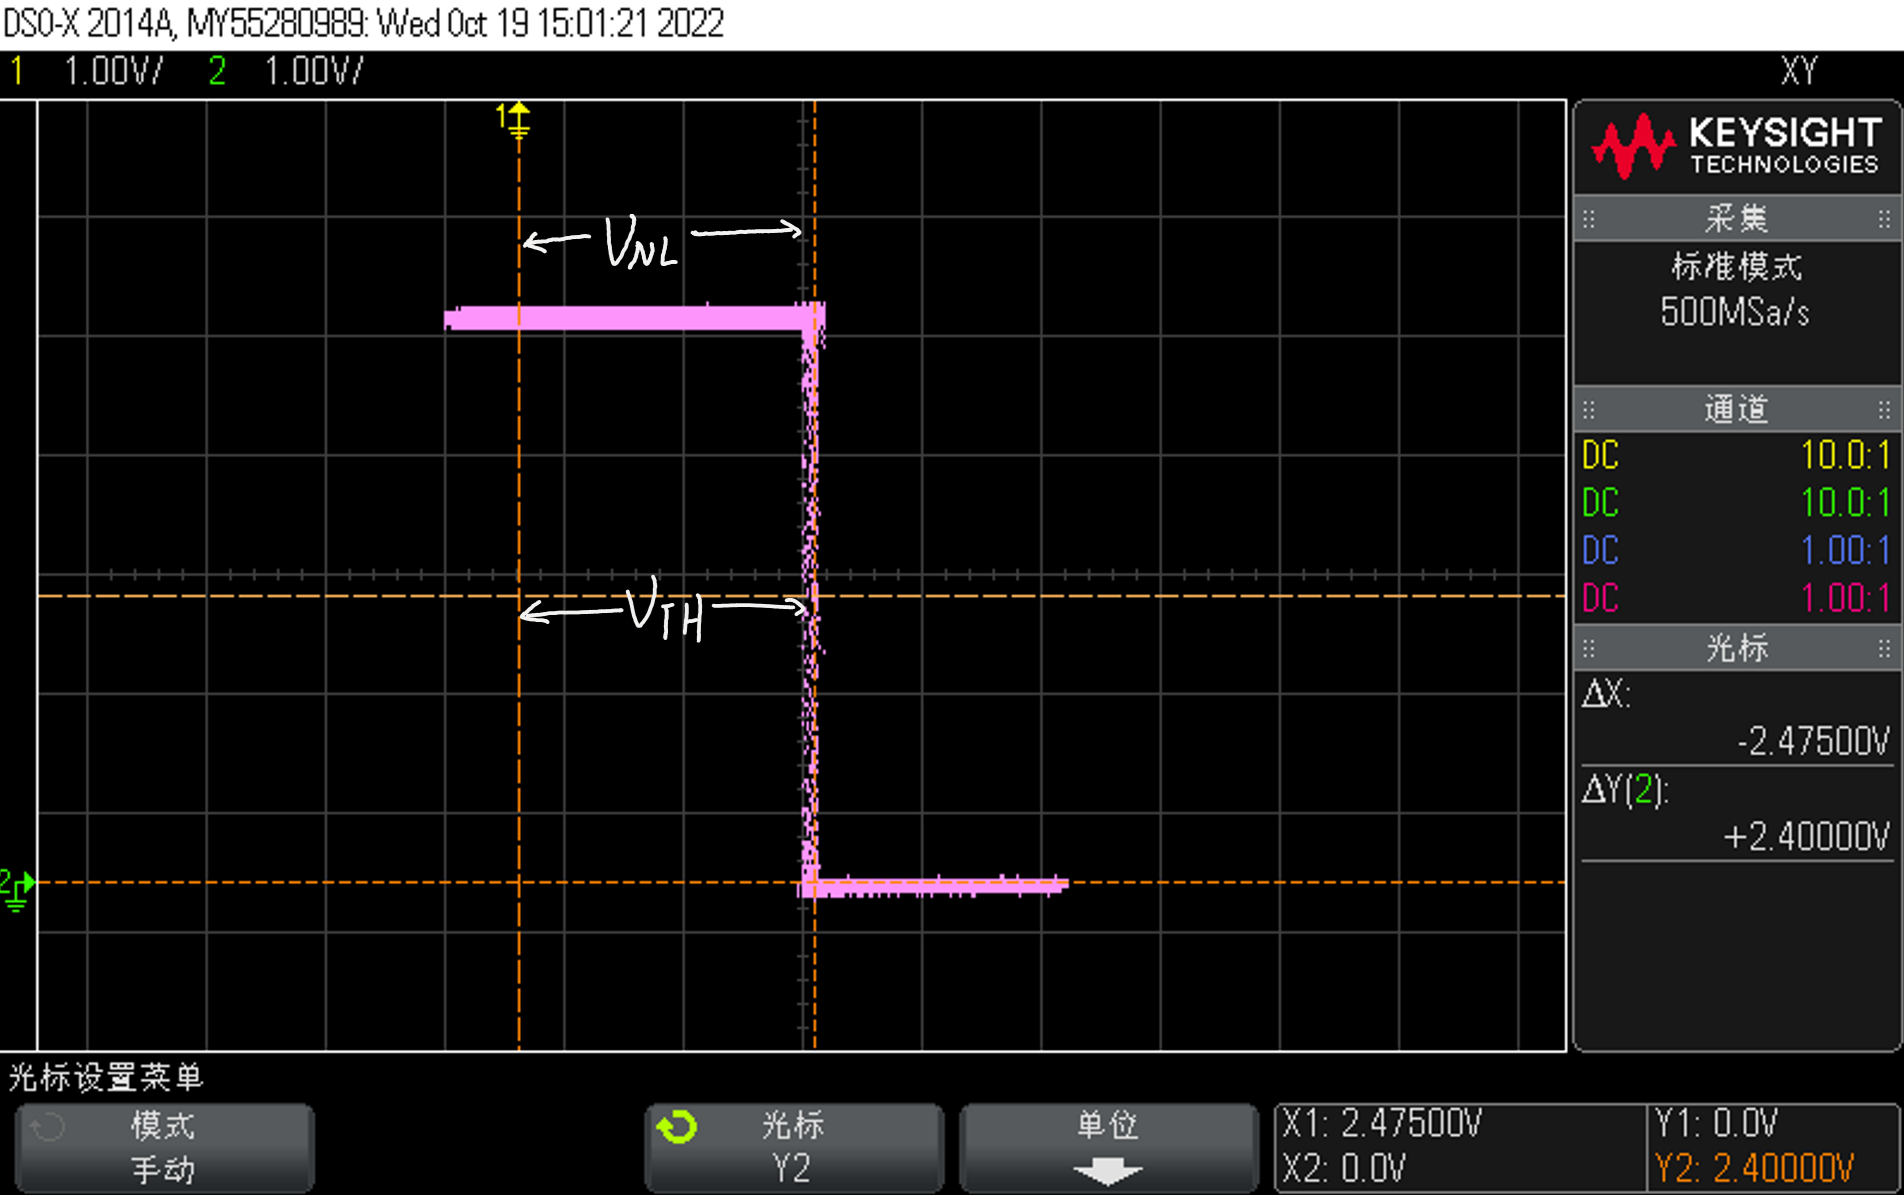 DSO-X 2014A, MY55280989: Wed Oct 19 15:01:21 2022
1 1.00V/ 2 1.00V/ XY
1
KEYSIGHT
TECHNOLOGIES
采集
标准模式
500MSa/s
通道
DC 10.0:1
DC 10.0:1
DC 1.00:1
DC 1.00:1
光标
ΔX:
-2.47500V
ΔY(2):
+2.40000V
VNL
VTH
2
光标设置菜单
模式
手动
光标
Y2
单位
X1: 2.47500V
X2: 0.0V
Y1: 0.0V
Y2: 2.40000V